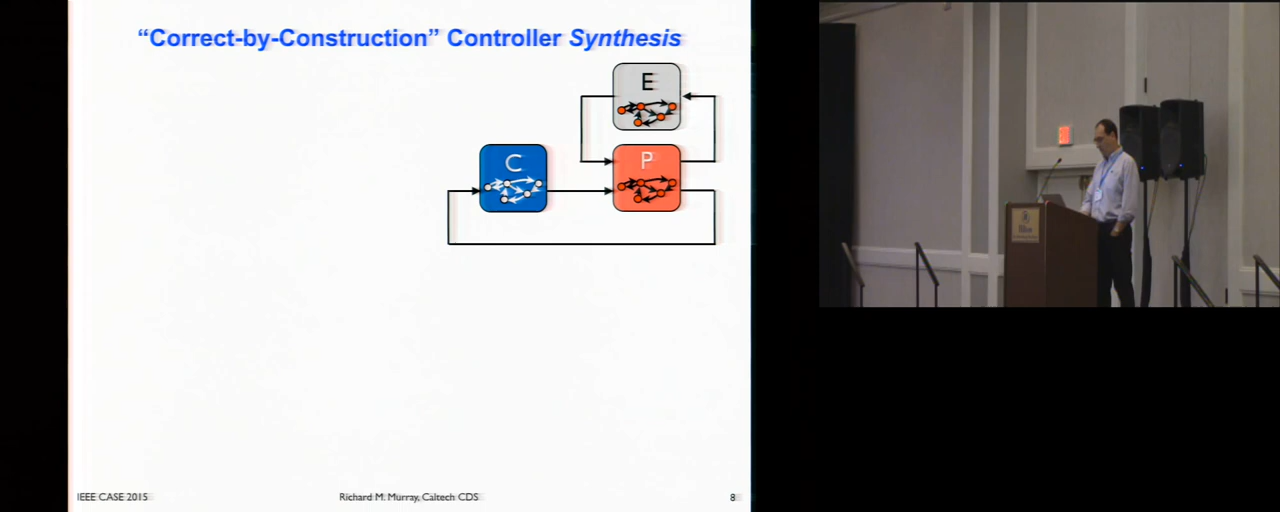 “Correct-by-Construction” Controller Synthesis
E
C
P
IEEE CASE 2015
Richard M. Murray, Caltech CDS
8